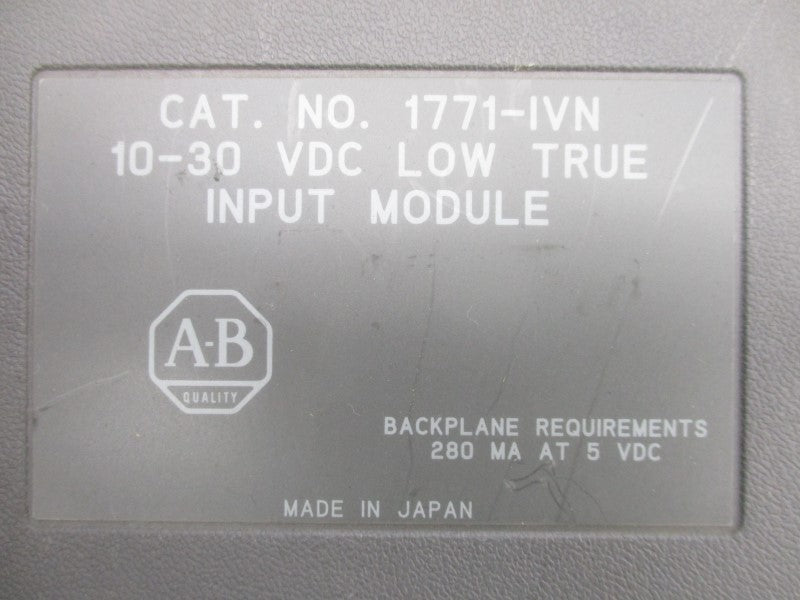 CAT. NO. 1771-IVN
10-30 VDC LOW TRUE
INPUT MODULE
A-B
QUALITY
BACKPLANE REQUIREMENTS
280 MA AT 5 VDC
MADE IN JAPAN